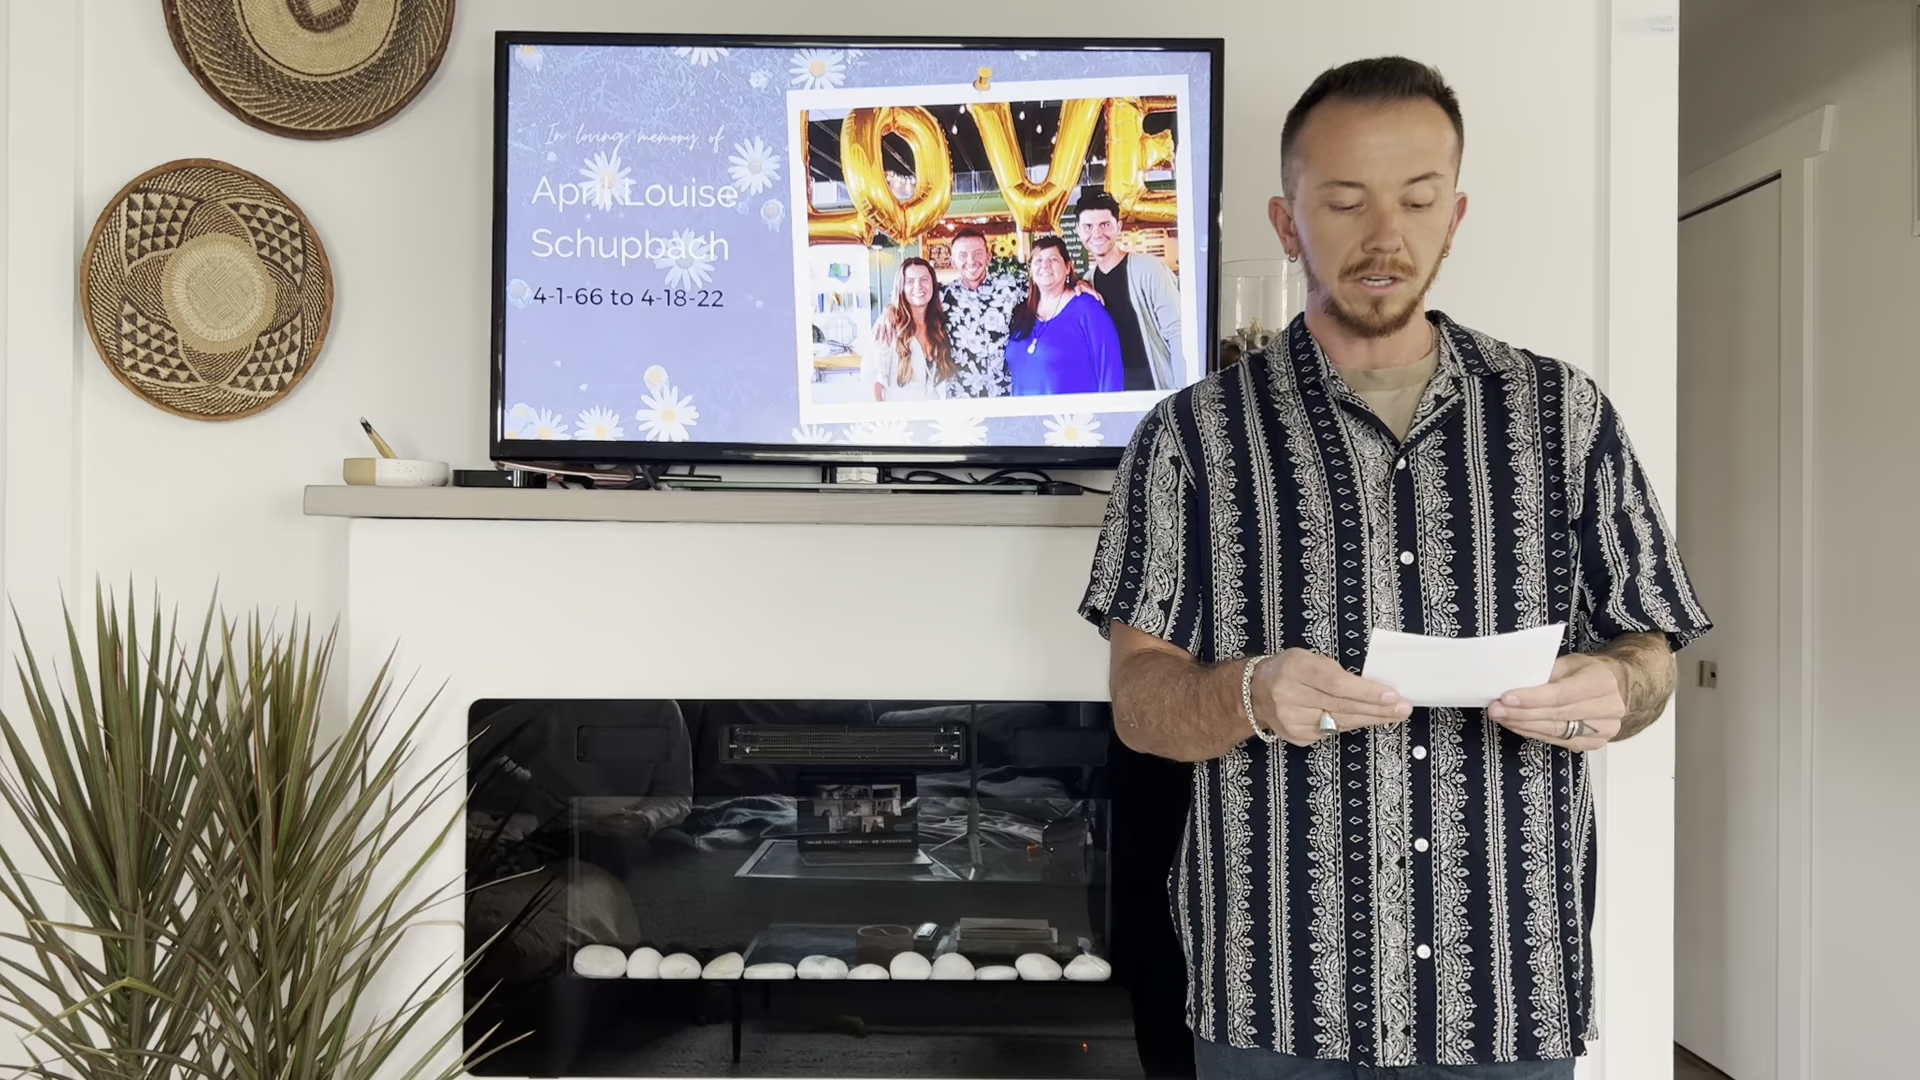 In loving memory of
April Louise
Schupbach
4-1-66 to 4-18-22
LOVE